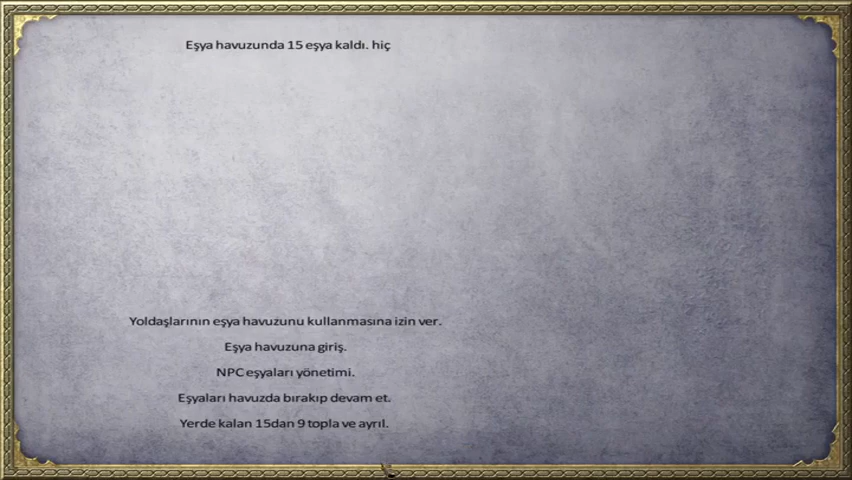 Eşya havuzunda 15 eşya kaldı. hiç
Yoldaşlarının eşya havuzunu kullanmasına izin ver.
Eşya havuzuna giriş.
NPC eşyaları yönetimi.
Eşyaları havuzda bırakıp devam et.
Yerde kalan 15dan 9 topla ve ayrıl.